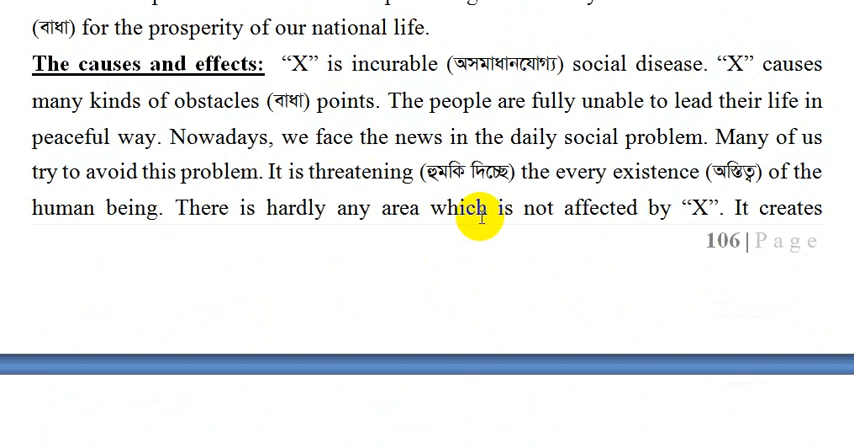 (বাধা) for the prosperity of our national life.
The causes and effects: “X” is incurable (অসমাধানযোগ্য) social disease. “X” causes
many kinds of obstacles (বাধা) points. The people are fully unable to lead their life in
peaceful way. Nowadays, we face the news in the daily social problem. Many of us
try to avoid this problem. It is threatening (হুমকি দিচ্ছে) the every existence (অস্তিত্ব) of the
human being. There is hardly any area which is not affected by “X”. It creates
106 | P a g e